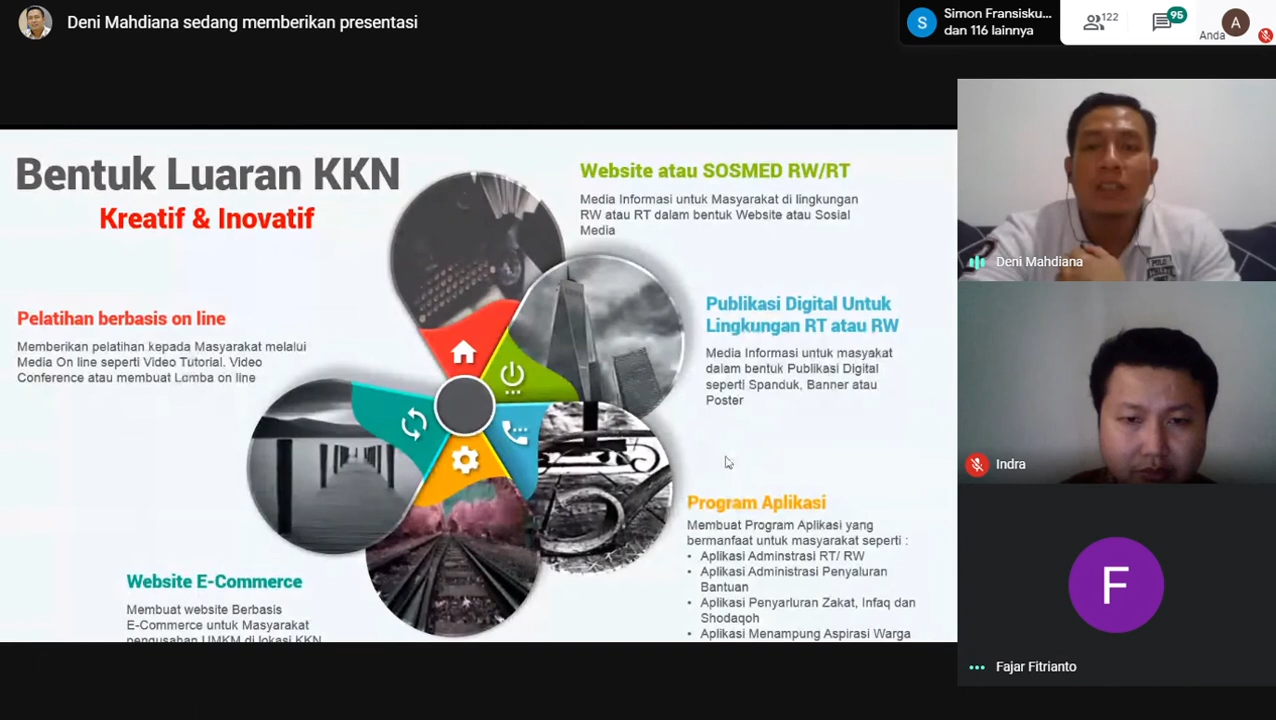 Deni Mahdiana sedang memberikan presentasi
Simon Fransisku...
dan 116 lainnya
122
95
A
Anda
S
Bentuk Luaran KKN
Kreatif & Inovatif
Website atau SOSMED RW/RT
Media Informasi untuk Masyarakat di lingkungan
RW atau RT dalam bentuk Website atau Sosial
Media
Publikasi Digital Untuk
Lingkungan RT atau RW
Media Informasi untuk masyakat
dalam bentuk Publikasi Digital
seperti Spanduk, Banner atau
Poster
Pelatihan berbasis on line
Memberikan pelatihan kepada Masyarakat melalui
Media On line seperti Video Tutorial. Video
Conference atau membuat Lomba on line
Program Aplikasi
Membuat Program Aplikasi yang
bermanfaat untuk masyarakat seperti :
• Aplikasi Adminstrasi RT/ RW
• Aplikasi Administrasi Penyaluran
Bantuan
• Aplikasi Penyarluran Zakat, Infaq dan
Shodaqoh
• Aplikasi Menampung Aspirasi Warga
Website E-Commerce
Membuat website Berbasis
E-Commerce untuk Masyarakat
pengusahan UMKM di lokasi KKN
Deni Mahdiana
Indra
F
Fajar Fitrianto